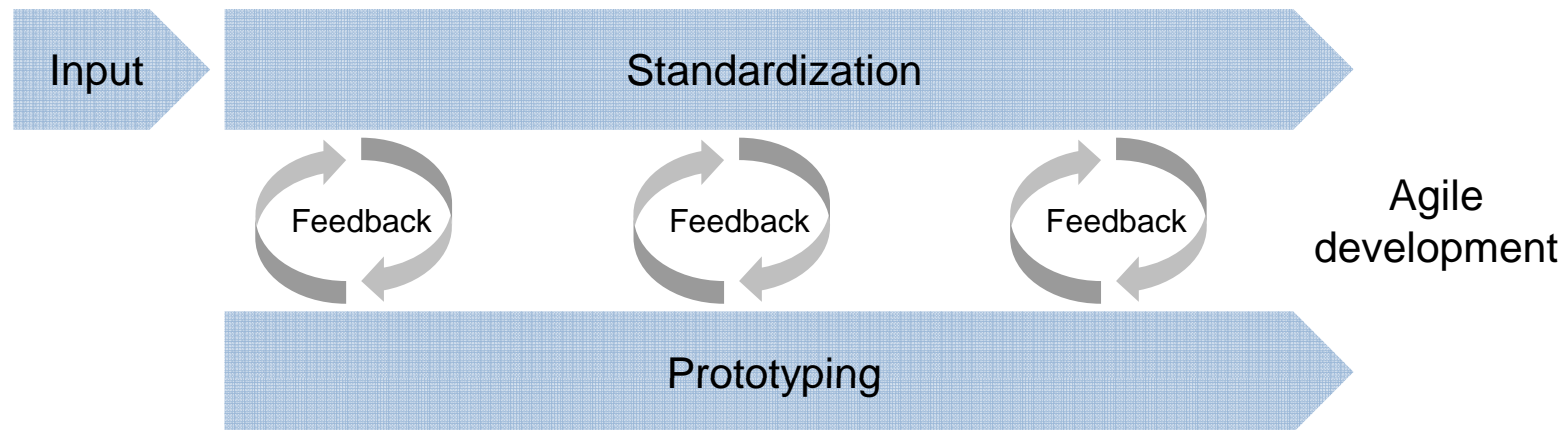 Input
Standardization
Feedback
Feedback
Feedback
Agile
development
Prototyping